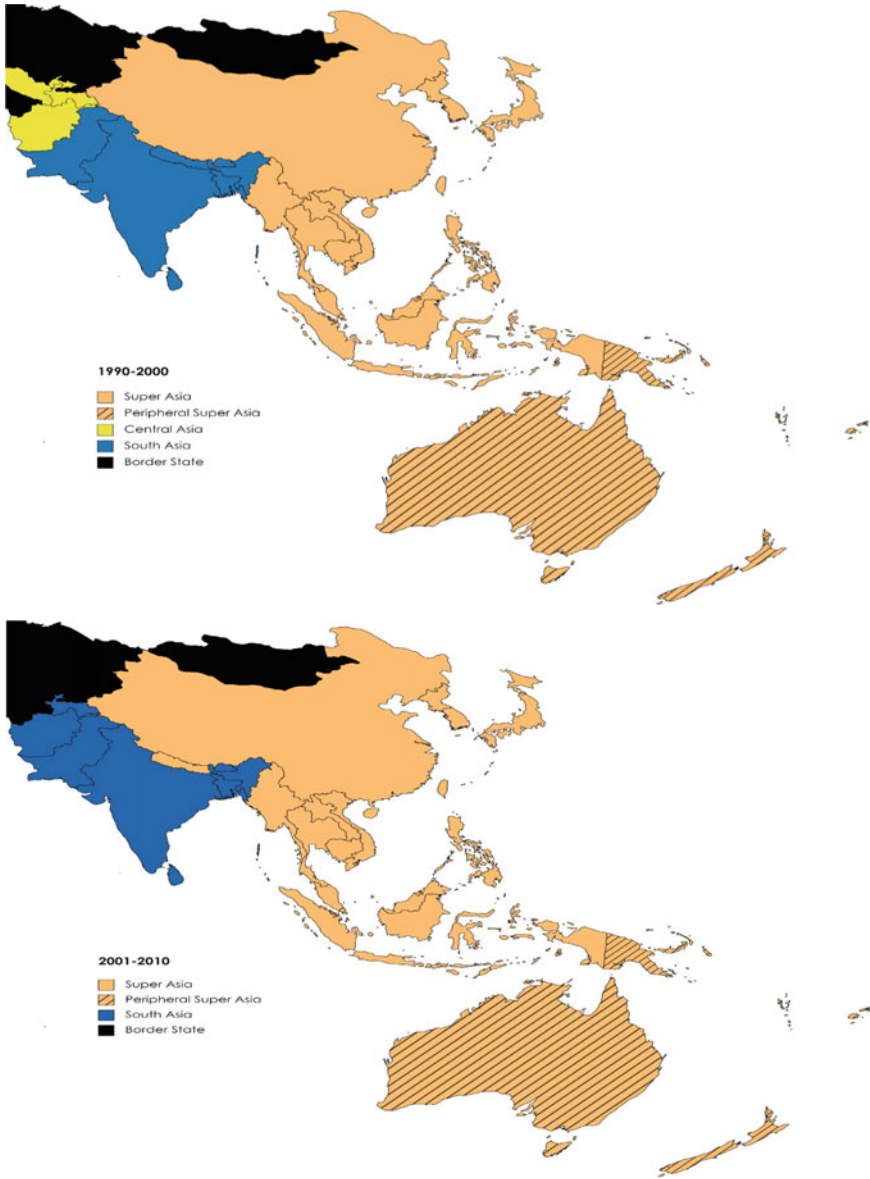 1990-2000
Super Asia
Peripheral Super Asia
Central Asia
South Asia
Border State
2001-2010
Super Asia
Peripheral Super Asia
South Asia
Border State